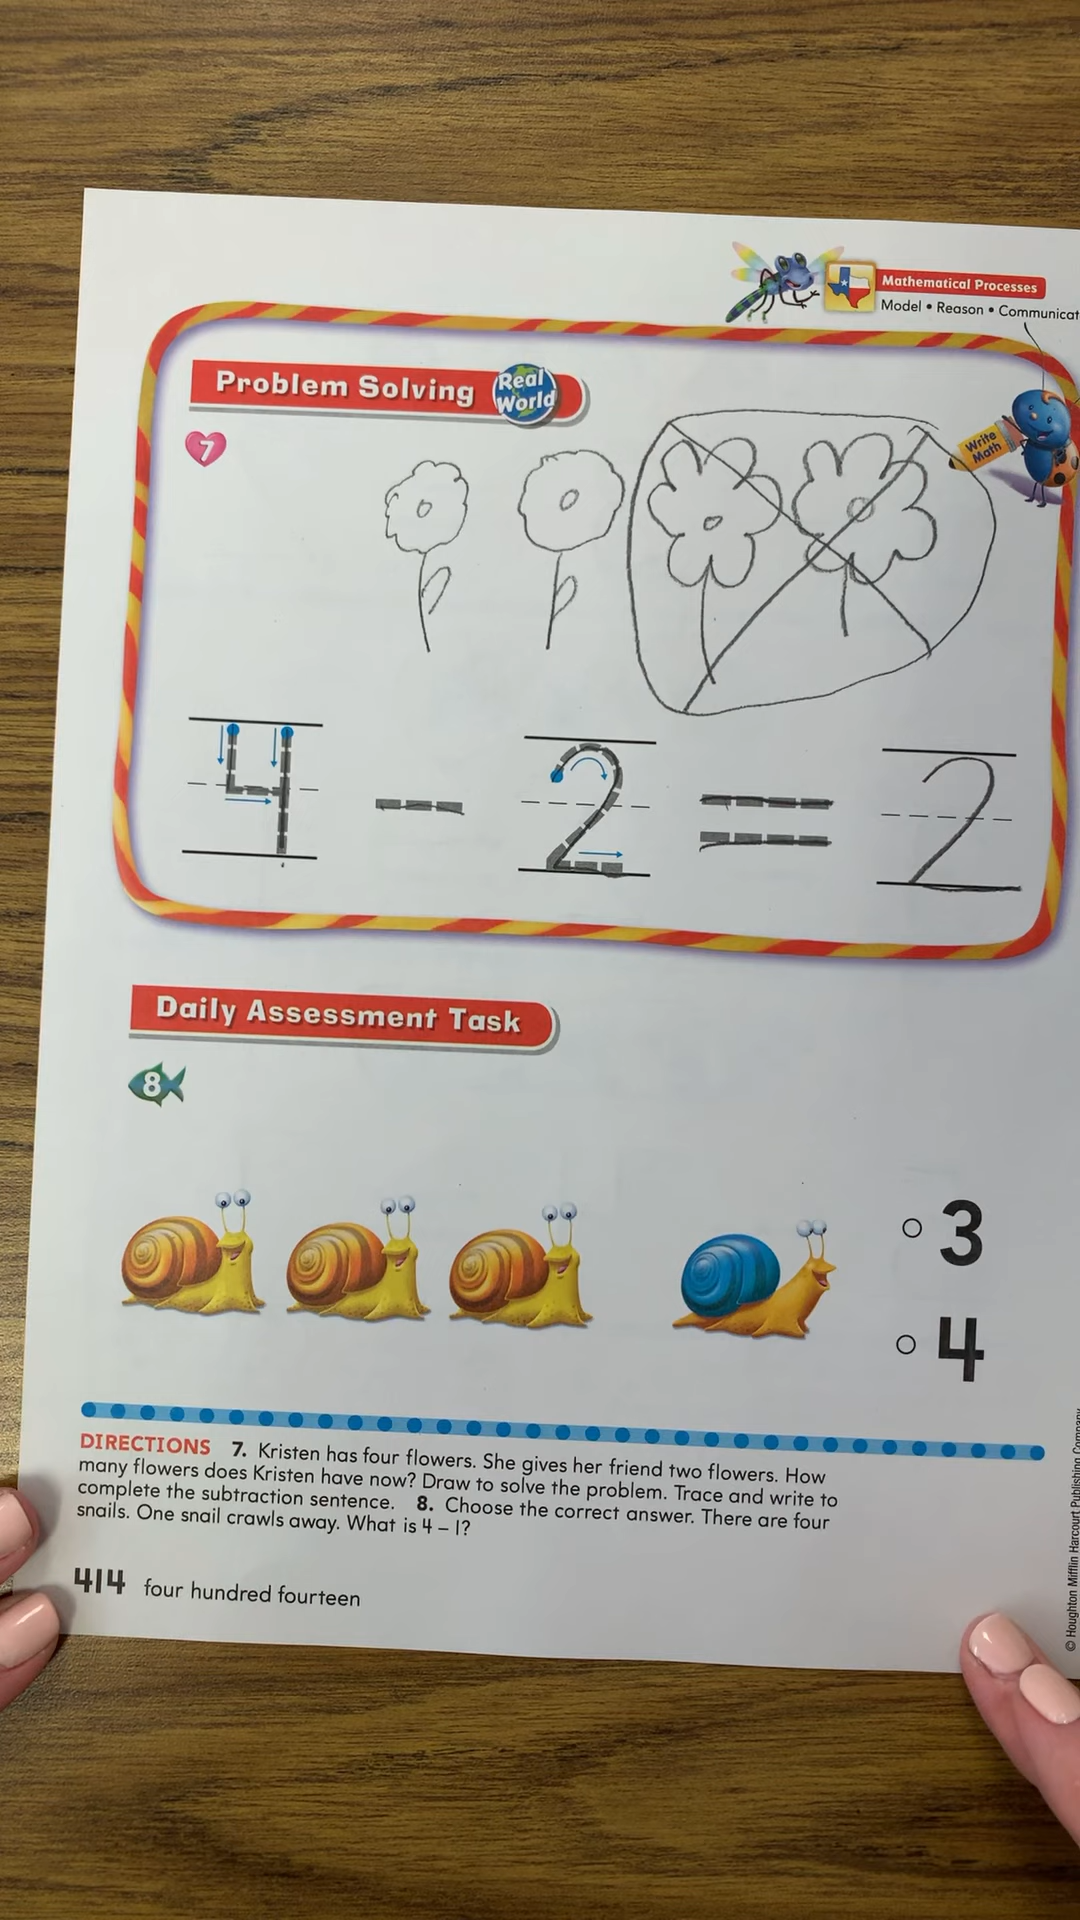 Mathematical Processes
Model • Reason • Communicat
Problem Solving Real World
Write Math
7
4 – 2 = 2
Daily Assessment Task
8
3
4
DIRECTIONS 7. Kristen has four flowers. She gives her friend two flowers. How
many flowers does Kristen have now? Draw to solve the problem. Trace and write to
complete the subtraction sentence. 8. Choose the correct answer. There are four
snails. One snail crawls away. What is 4 – 1?
414 four hundred fourteen
© Houghton Mifflin Harcourt Publishing Company